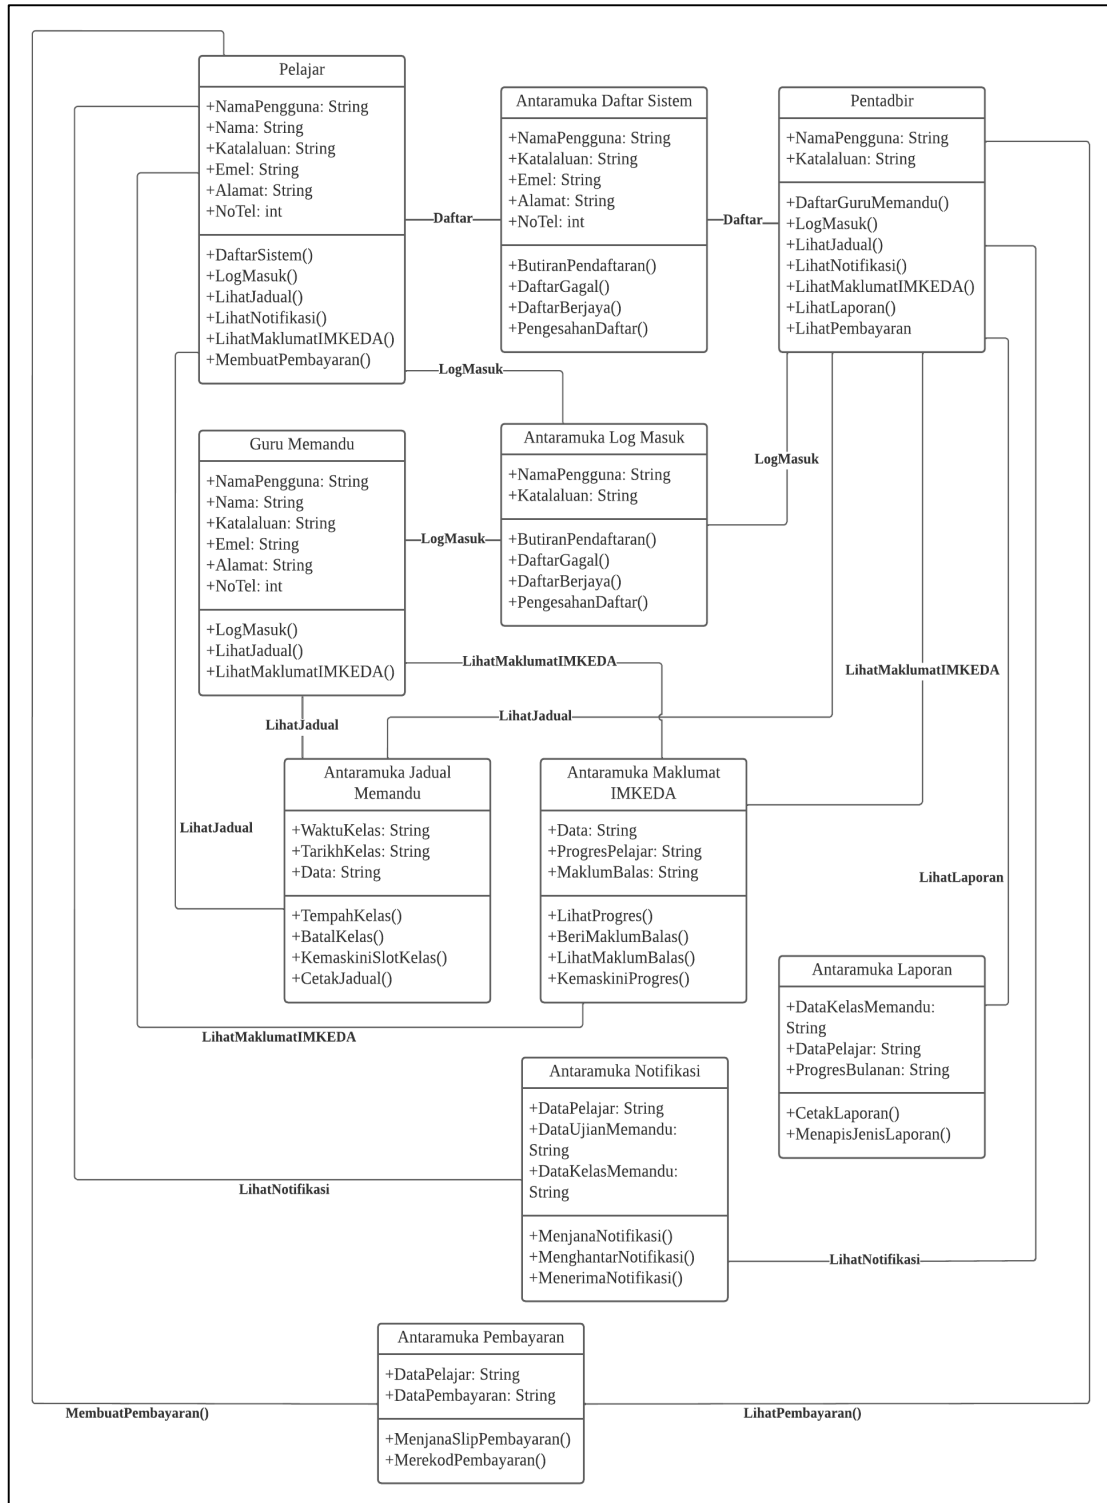 Pelajar
+NamaPengguna: String
+Nama: String
+Katalaluan: String
+Emel: String
+Alamat: String
+NoTel: int
+DaftarSistem()
+LogMasuk()
+LihatJadual()
+LihatNotifikasi()
+LihatMaklumatIMKEDA()
+MembuatPembayaran()
Daftar
Antaramuka Daftar Sistem
+NamaPengguna: String
+Katalaluan: String
+Emel: String
+Alamat: String
+NoTel: int
+ButiranPendaftaran()
+DaftarGagal()
+DaftarBerjaya()
+PengesahanDaftar()
Daftar
Pentadbir
+NamaPengguna: String
+Katalaluan: String
+DaftarGuruMemandu()
+LogMasuk()
+LihatJadual()
+LihatNotifikasi()
+LihatMaklumatIMKEDA()
+LihatLaporan()
+LihatPembayaran
LogMasuk
Guru Memandu
+NamaPengguna: String
+Nama: String
+Katalaluan: String
+Emel: String
+Alamat: String
+NoTel: int
+LogMasuk()
+LihatJadual()
+LihatMaklumatIMKEDA()
LogMasuk
Antaramuka Log Masuk
+NamaPengguna: String
+Katalaluan: String
+ButiranPendaftaran()
+DaftarGagal()
+DaftarBerjaya()
+PengesahanDaftar()
LogMasuk
LihatMaklumatIMKEDA
LihatMaklumatIMKEDA
LihatJadual
LihatJadual
LihatJadual
Antaramuka Jadual
Memandu
+WaktuKelas: String
+TarikhKelas: String
+Data: String
+TempahKelas()
+BatalKelas()
+KemaskiniSlotKelas()
+CetakJadual()
Antaramuka Maklumat
IMKEDA
+Data: String
+ProgresPelajar: String
+MaklumBalas: String
+LihatProgres()
+BeriMaklumBalas()
+LihatMaklumBalas()
+KemaskiniProgres()
LihatLaporan
Antaramuka Laporan
+DataKelasMemandu:
String
+DataPelajar: String
+ProgresBulanan: String
+CetakLaporan()
+MenapisJenisLaporan()
LihatMaklumatIMKEDA
Antaramuka Notifikasi
+DataPelajar: String
+DataUjianMemandu:
String
+DataKelasMemandu:
String
+MenjanaNotifikasi()
+MenghantarNotifikasi()
+MenerimaNotifikasi()
LihatNotifikasi
LihatNotifikasi
Antaramuka Pembayaran
+DataPelajar: String
+DataPembayaran: String
+MenjanaSlipPembayaran()
+MerekodPembayaran()
MembuatPembayaran()
LihatPembayaran()